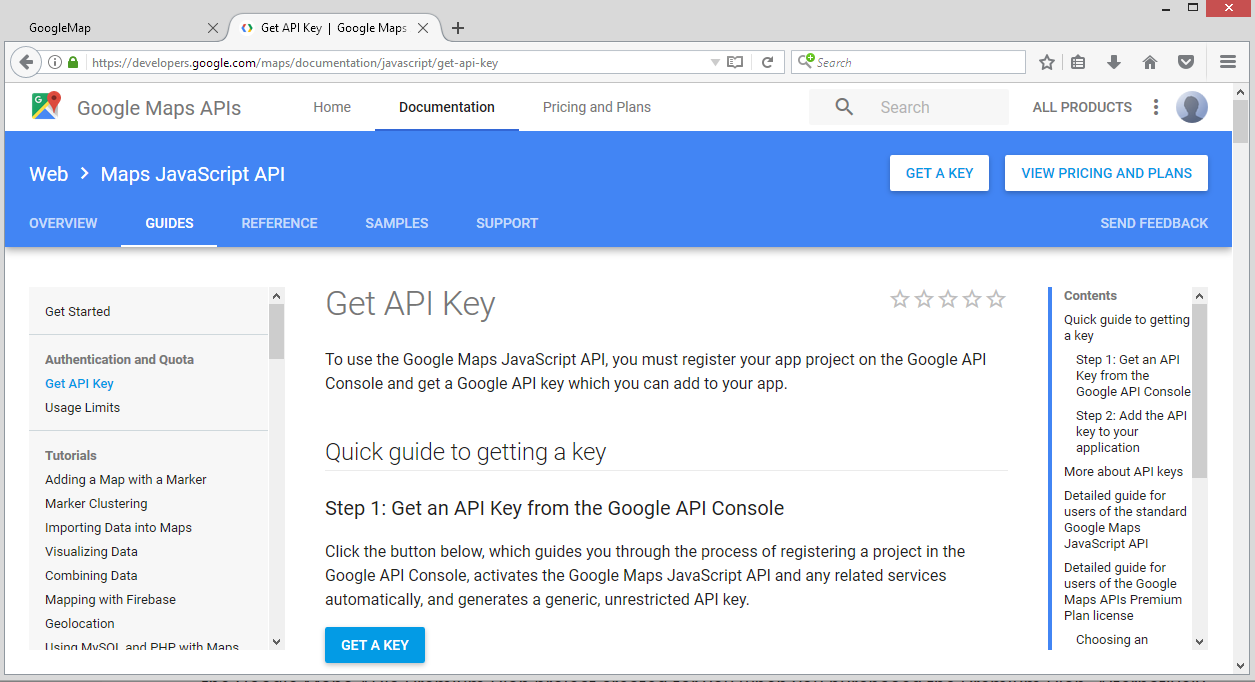 GoogleMap
Get API Key | Google Maps
https://developers.google.com/maps/documentation/javascript/get-api-key
Search
Google Maps APIs
Home
Documentation
Pricing and Plans
Search
ALL PRODUCTS
Web > Maps JavaScript API
GET A KEY
VIEW PRICING AND PLANS
OVERVIEW
GUIDES
REFERENCE
SAMPLES
SUPPORT
SEND FEEDBACK
Get Started
Authentication and Quota
Get API Key
Usage Limits
Tutorials
Adding a Map with a Marker
Marker Clustering
Importing Data into Maps
Visualizing Data
Combining Data
Mapping with Firebase
Geolocation
Using MySQL and PHP with Maps
Get API Key
To use the Google Maps JavaScript API, you must register your app project on the Google API
Console and get a Google API key which you can add to your app.
Quick guide to getting a key
Step 1: Get an API Key from the Google API Console
Click the button below, which guides you through the process of registering a project in the
Google API Console, activates the Google Maps JavaScript API and any related services
automatically, and generates a generic, unrestricted API key.
GET A KEY
Contents
Quick guide to getting
a key
Step 1: Get an API
Key from the
Google API Console
Step 2: Add the API
key to your
application
More about API keys
Detailed guide for
users of the standard
Google Maps
JavaScript API
Detailed guide for
users of the Google
Maps APIs Premium
Plan license
Choosing an